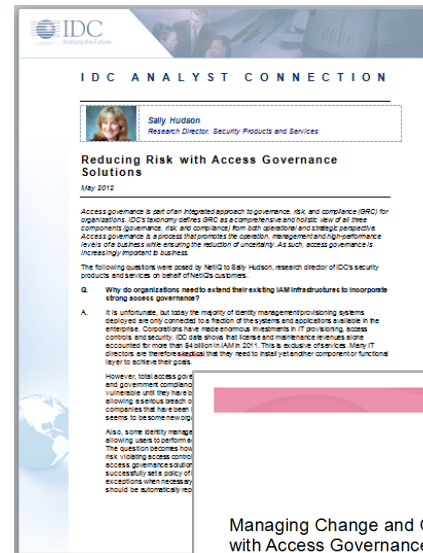 IDC
Analyze the Future
IDC ANALYST CONNECTION
Sally Hudson
Research Director, Security Products and Services
Reducing Risk with Access Governance
Solutions
May 2012
Access governance is part of an integrated approach to governance, risk, and compliance (GRC) for
organizations. IDC's taxonomy defines GRC as a comprehensive and holistic view of all three
components (governance, risk, and compliance) from both operational and strategic perspective.
Access governance is a process that promotes the operation, management and high-performance
levels of a business while ensuring the reduction of uncertainty. As such, access governance is
increasingly important to business.
The following questions were posed by NetIQ to Sally Hudson, research director of IDC's security
products and services on behalf of NetIQ's customers.
Q. Why do organizations need to extend their existing IAM infrastructures to incorporate
strong access governance?
A. It is unfortunate, but today the majority of identity management/provisioning systems
deployed are only connected to a fraction of the systems and applications available in the
enterprise. Corporations have made enormous investments in IT provisioning, access
controls and security. IDC data shows that license and maintenance revenues alone
accounted for more than $4 billion in IAM in 2011. This is exclusive of services. Many IT
directors are therefore skeptical that they need to install yet another component or functional
layer to achieve their goals.
However, total access gove
and government complianc
vulnerable until they have b
allowing a serious breach o
companies that have been
seems to be some new org
Also, some identity manage
allowing users to perform a
The question becomes how
risk violating access control
access governance solution
successfully set a policy of
exceptions when necessary
should be automatically rep
Managing Change and
with Access Governance